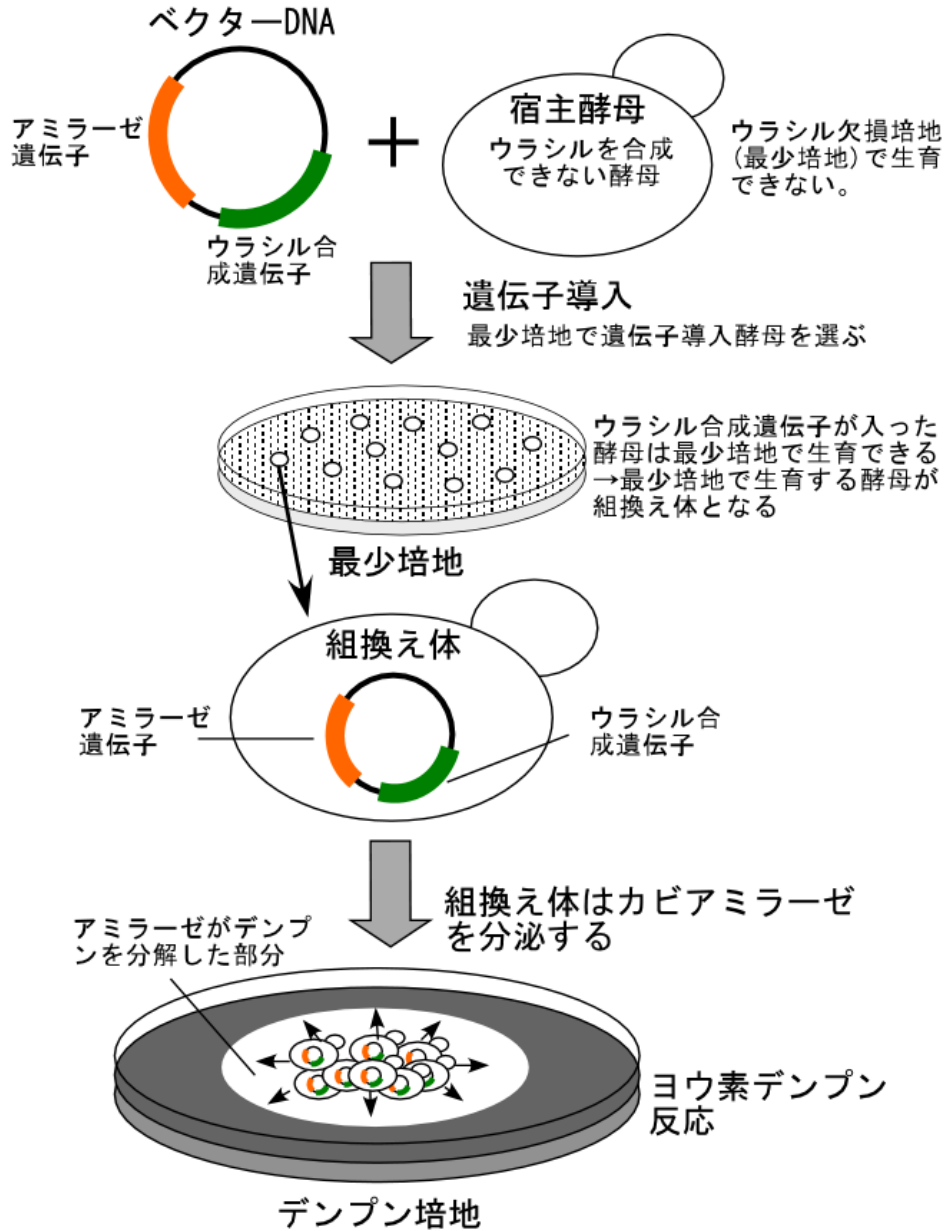 ベクターDNA
アミラーゼ
遺伝子
ウラシル合
成遺伝子
宿主酵母
ウラシルを合成
できない酵母
ウラシル欠損培地
(最少培地)で生育
できない。
遺伝子導入
最少培地で遺伝子導入酵母を選ぶ
ウラシル合成遺伝子が入った
酵母は最少培地で生育できる
→最少培地で生育する酵母が
組換え体となる
最少培地
組換え体
アミラーゼ
遺伝子
ウラシル合
成遺伝子
組換え体はカビアミラーゼ
を分泌する
アミラーゼがデンプ
ンを分解した部分
ヨウ素デンプン
反応
デンプン培地